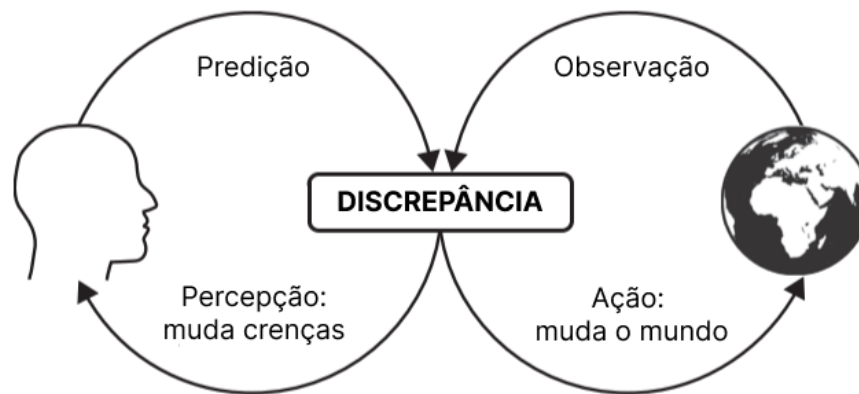 Predição
Observação
DISCREPÂNCIA
Percepção:
muda crenças
Ação:
muda o mundo